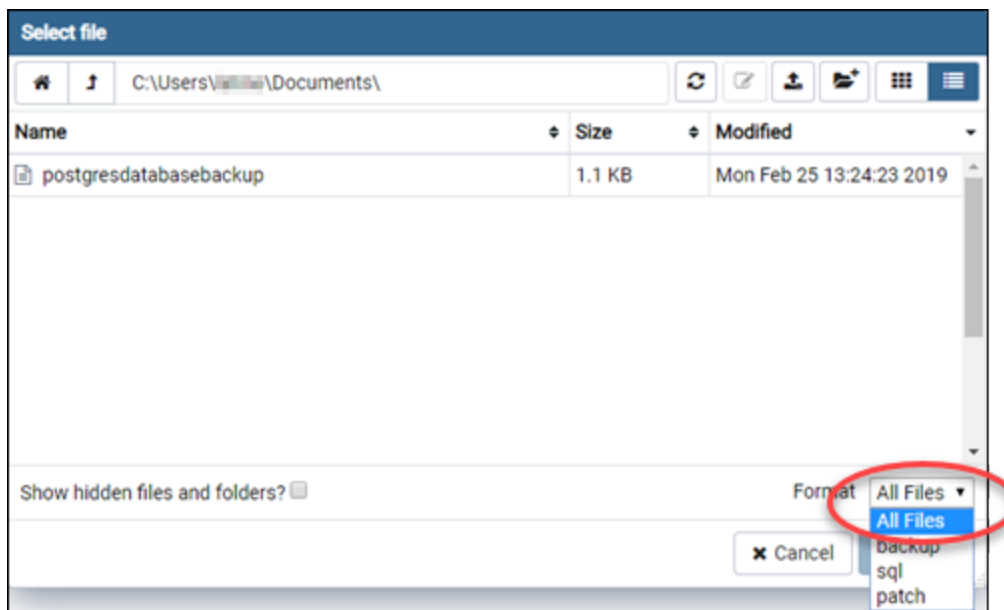 Select file
C:\Users\ \Documents\
Name Size Modified
postgresdatabasebackup 1.1 KB Mon Feb 25 13:24:23 2019
Show hidden files and folders? Format All Files
All Files
Cancel backup
sql
patch